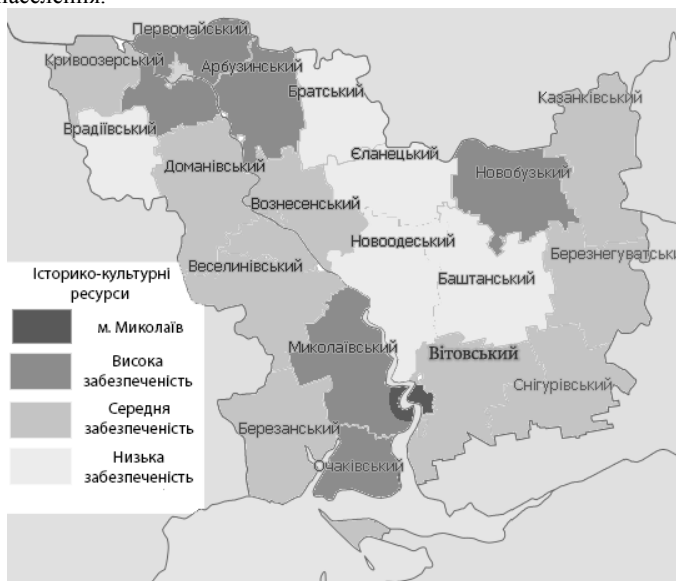 населення.
Первомайський
Кривоозерський
Арбузинський
Братський
Казанківський
Врадіївський
Єланецький
Доманівський
Новобузький
Вознесенський
Новоодеський
Березнегуватськ
Веселинівський
Баштанський
Історико-культурні
ресурси
м. Миколаїв
Висока
забезпеченість
Середня
забезпеченість
Низька
забезпеченість
Миколаївський
Вітовський
Снігурівський
Березанський
Очаківський